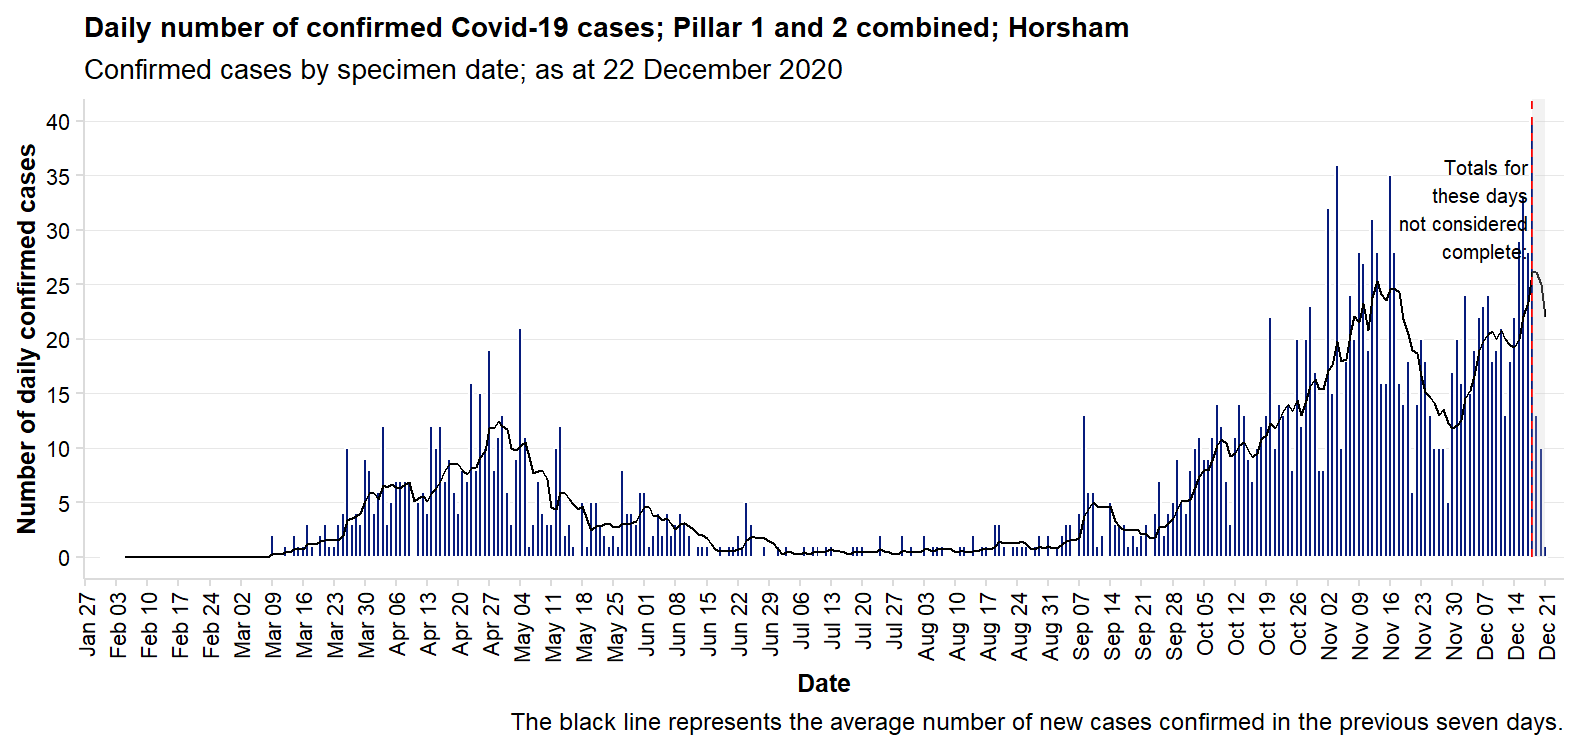 Daily number of confirmed Covid-19 cases; Pillar 1 and 2 combined; Horsham
Confirmed cases by specimen date; as at 22 December 2020
Number of daily confirmed cases
40
35
30
25
20
15
10
5
0
Totals for
these days
not considered
complete.
Jan 27
Feb 03
Feb 10
Feb 17
Feb 24
Mar 02
Mar 09
Mar 16
Mar 23
Mar 30
Apr 06
Apr 13
Apr 20
Apr 27
May 04
May 11
May 18
May 25
Jun 01
Jun 08
Jun 15
Jun 22
Jun 29
Jul 06
Jul 13
Jul 20
Jul 27
Aug 03
Aug 10
Aug 17
Aug 24
Aug 31
Sep 07
Sep 14
Sep 21
Sep 28
Oct 05
Oct 12
Oct 19
Oct 26
Nov 02
Nov 09
Nov 16
Nov 23
Nov 30
Dec 07
Dec 14
Dec 21
Date
The black line represents the average number of new cases confirmed in the previous seven days.